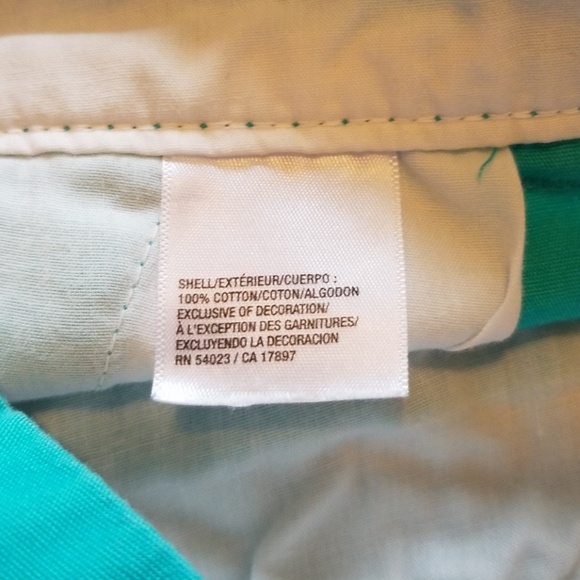 SHELL/EXTÉRIEUR/CUERPO :
100% COTTON/COTON/ALGODON
EXCLUSIVE OF DECORATION/
À L'EXCEPTION DES GARNITURES/
EXCLUYENDO LA DECORACION
RN 54023 / CA 17897